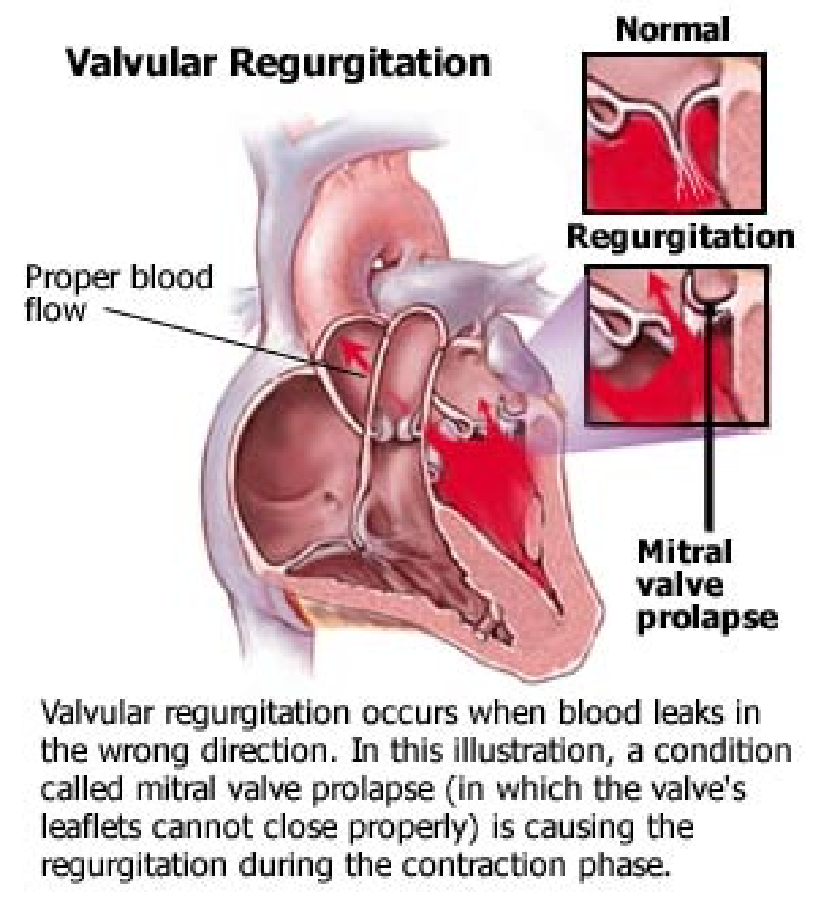 Valvular Regurgitation
Normal
Regurgitation
Proper blood
flow
Mitral
valve
prolapse
Valvular regurgitation occurs when blood leaks in
the wrong direction. In this illustration, a condition
called mitral valve prolapse (in which the valve's
leaflets cannot close properly) is causing the
regurgitation during the contraction phase.